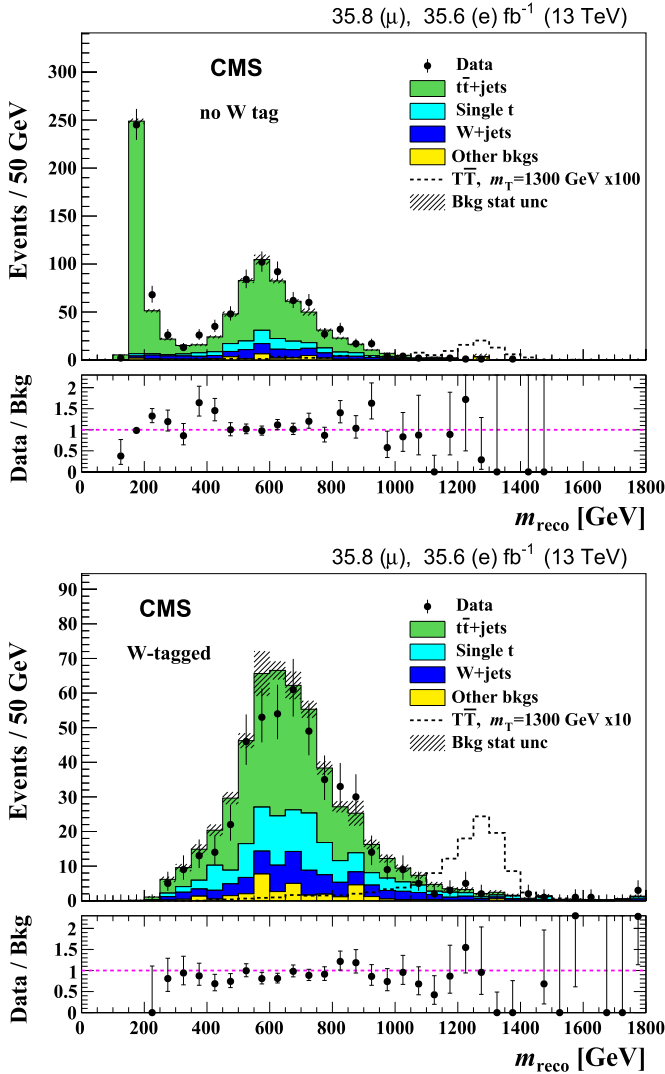 35.8 (μ), 35.6 (e) fb⁻¹ (13 TeV)
CMS
no W tag
Data
tt̅+jets
Single t
W+jets
Other bkgs
TT̅, m_T=1300 GeV x100
Bkg stat unc
Events / 50 GeV
300
250
200
150
100
50
0
Data / Bkg
2
1.5
1
0.5
0
0 200 400 600 800 1000 1200 1400 1600 1800
m_reco [GeV]
35.8 (μ), 35.6 (e) fb⁻¹ (13 TeV)
CMS
W-tagged
Data
tt̅+jets
Single t
W+jets
Other bkgs
TT̅, m_T=1300 GeV x10
Bkg stat unc
Events / 50 GeV
90
80
70
60
50
40
30
20
10
0
Data / Bkg
2
1.5
1
0.5
0
0 200 400 600 800 1000 1200 1400 1600 1800
m_reco [GeV]